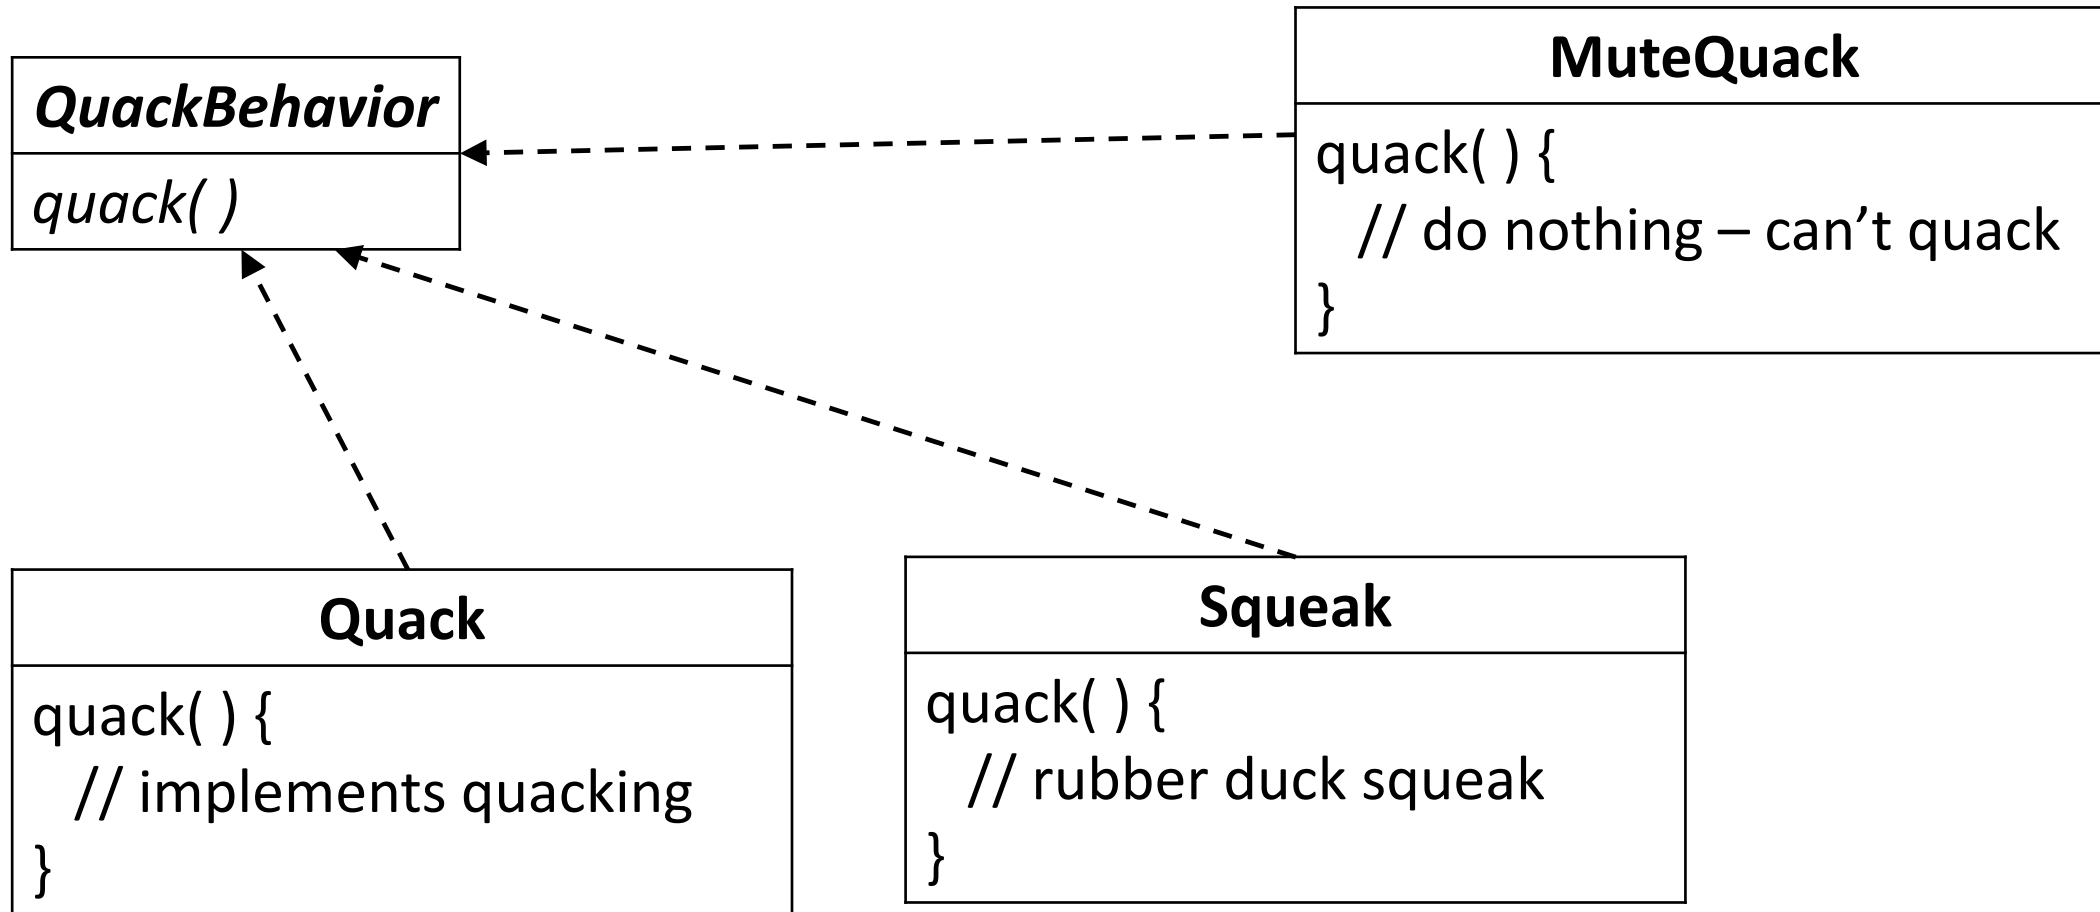 QuackBehavior
quack( )
MuteQuack
quack( ) {
// do nothing – can’t quack
}
Quack
quack( ) {
// implements quacking
}
Squeak
quack( ) {
// rubber duck squeak
}